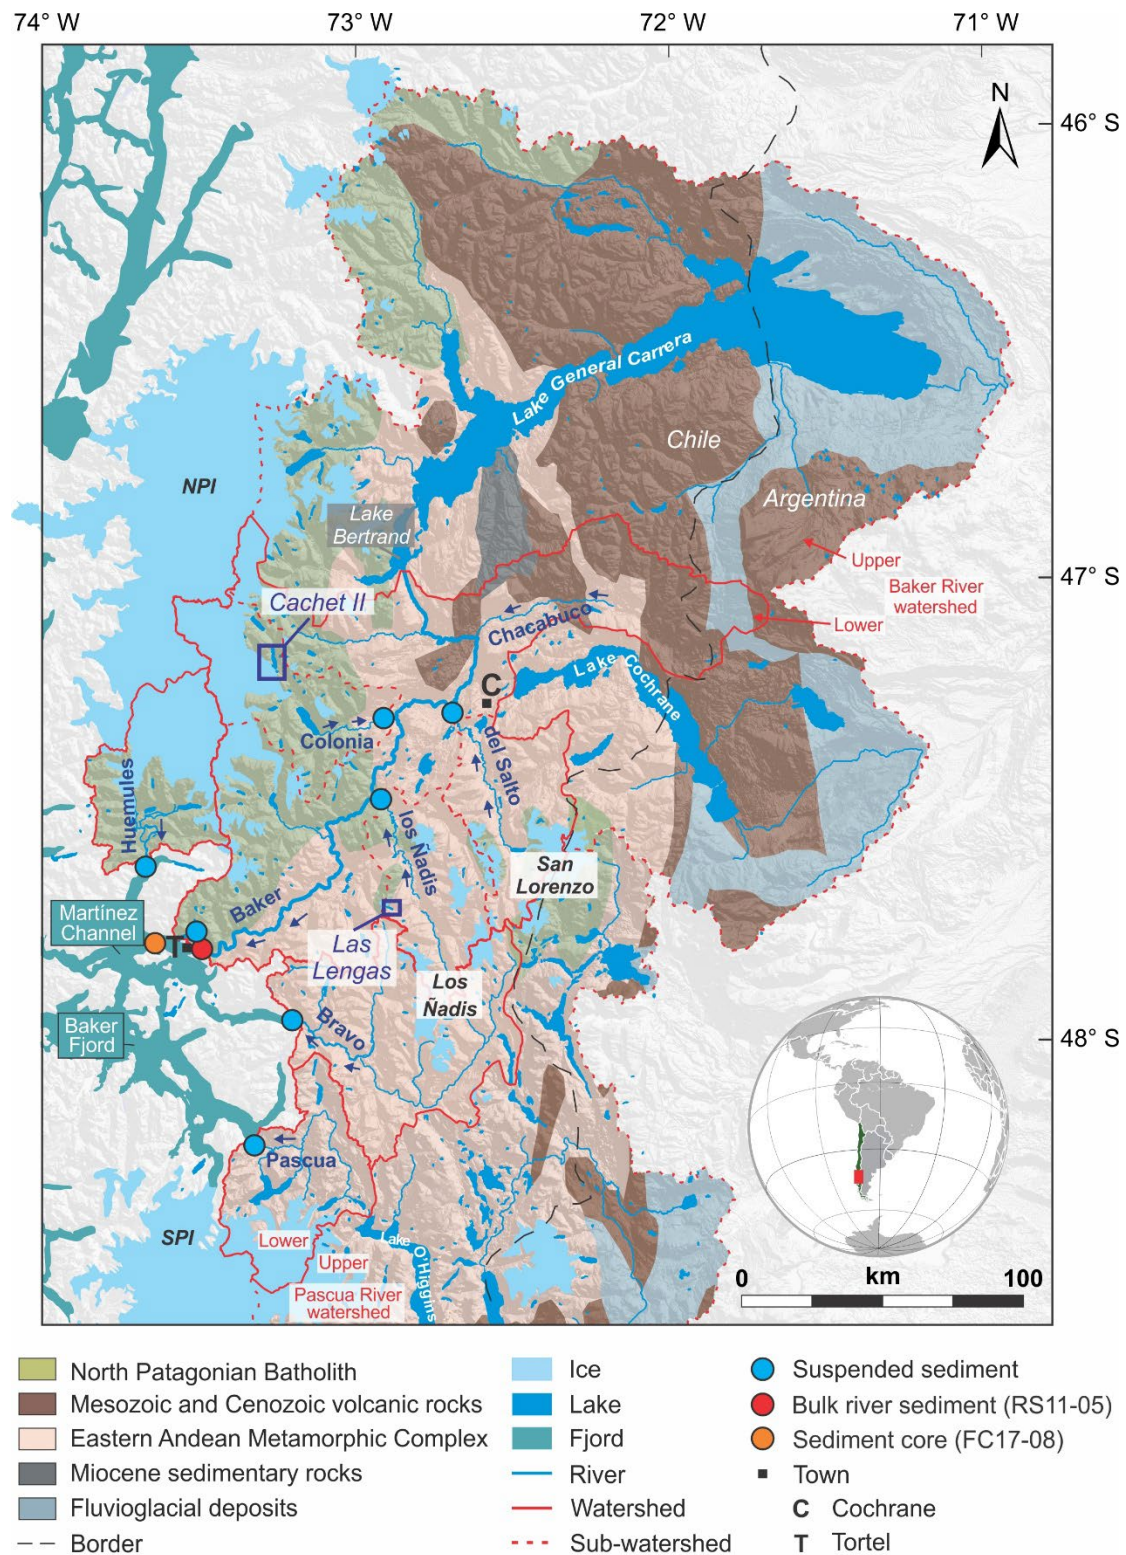 74° W
73° W
72° W
71° W
N
46° S
Lake General Carrera
Chile
NPI
Argentina
Lake
Bertrand
Upper
Baker River
watershed
47° S
Cachet II
Chacabuco
Lower
Lake Cochrane
C
Colonia
del Salto
Huemules
los Ñadis
San
Lorenzo
Baker
Martínez
Channel
T
Las
Lengas
Los
Ñadis
Baker
Fjord
Bravo
48° S
Pascua
SPI
Lower
Upper
Lake O'Higgins
Pascua River
watershed
0 km 100
North Patagonian Batholith
Mesozoic and Cenozoic volcanic rocks
Eastern Andean Metamorphic Complex
Miocene sedimentary rocks
Fluvioglacial deposits
Border
Ice
Lake
Fjord
River
Watershed
Sub-watershed
Suspended sediment
Bulk river sediment (RS11-05)
Sediment core (FC17-08)
Town
C Cochrane
T Tortel